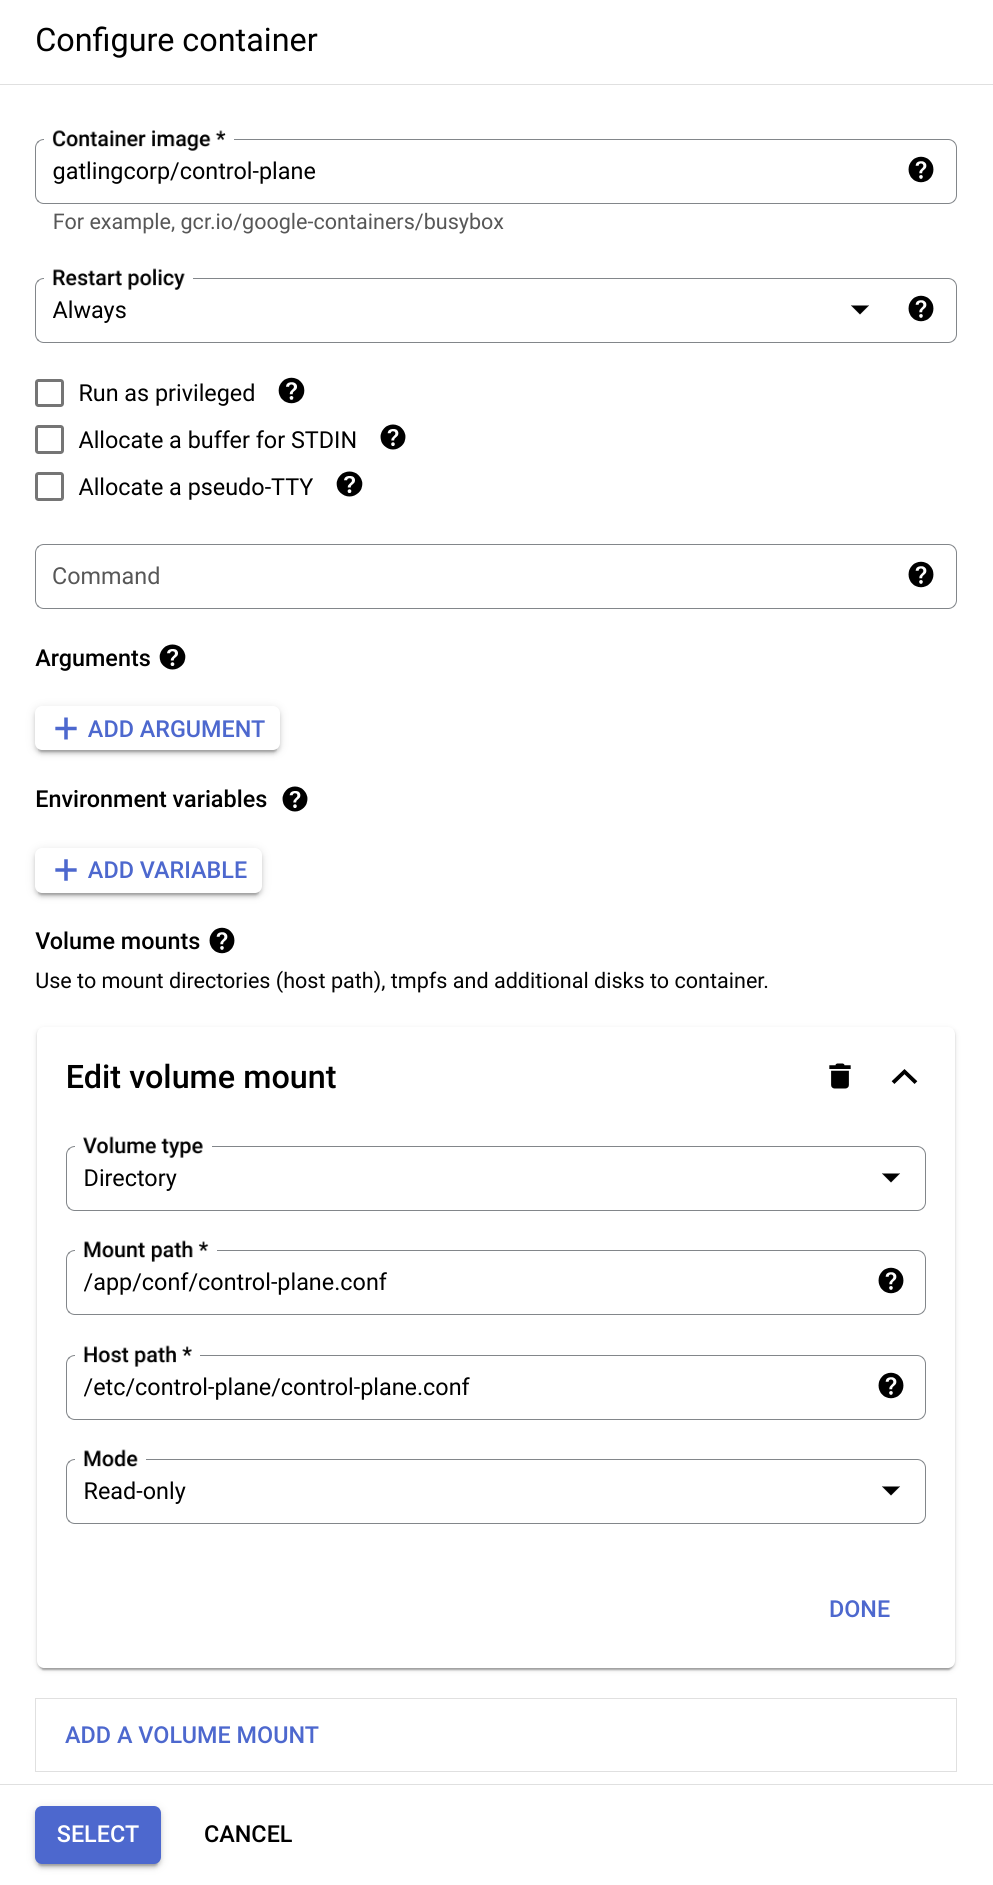 Configure container
Container image *
gatlingcorp/control-plane
For example, gcr.io/google-containers/busybox
Restart policy
Always
Run as privileged
Allocate a buffer for STDIN
Allocate a pseudo-TTY
Command
Arguments
ADD ARGUMENT
Environment variables
ADD VARIABLE
Volume mounts
Use to mount directories (host path), tmpfs and additional disks to container.
Edit volume mount
Volume type
Directory
Mount path *
/app/conf/control-plane.conf
Host path *
/etc/control-plane/control-plane.conf
Mode
Read-only
DONE
ADD A VOLUME MOUNT
SELECT CANCEL